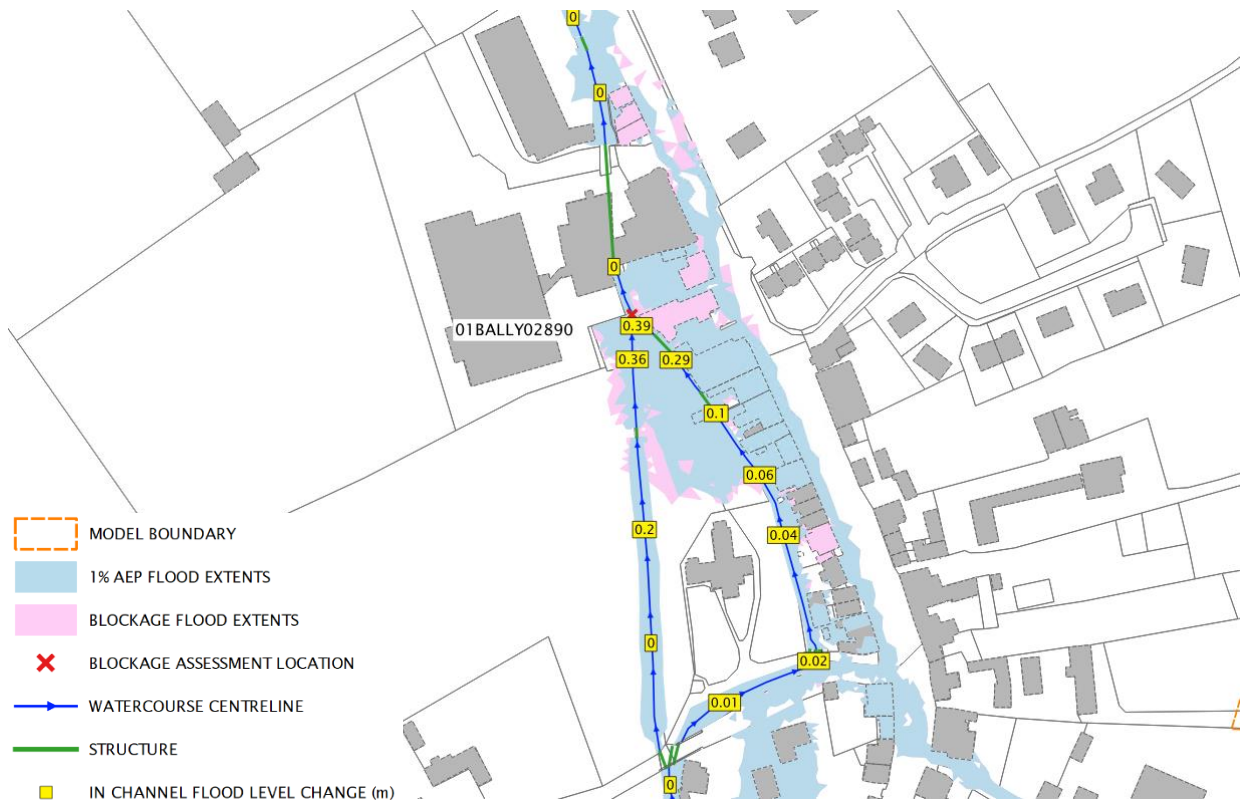 0
0
0
01BALLY02890
0.39
0.36
0.29
0.1
0.06
0.2
0.04
0
0.02
0.01
0
MODEL BOUNDARY
1% AEP FLOOD EXTENTS
BLOCKAGE FLOOD EXTENTS
BLOCKAGE ASSESSMENT LOCATION
WATERCOURSE CENTRELINE
STRUCTURE
IN CHANNEL FLOOD LEVEL CHANGE (m)